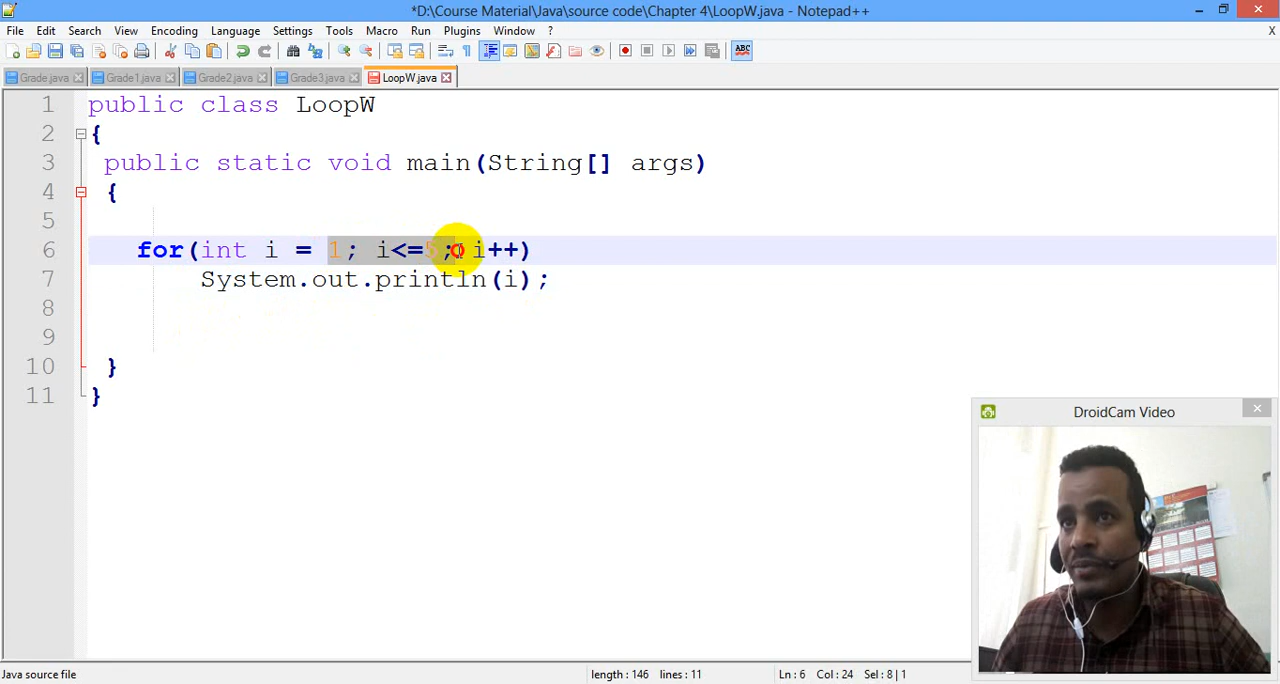 *D:\Course Material\Java\source code\Chapter 4\LoopW.java - Notepad++
File Edit Search View Encoding Language Settings Tools Macro Run Plugins Window ? X
Grade.java Grade1.java Grade2.java Grade3.java LoopW.java
1 public class LoopW
2 {
3 public static void main(String[] args)
4 {
5
6 for(int i = 1; i<=5; i++)
7 System.out.println(i);
8
9
10 }
11 }
DroidCam Video
Java source file length : 146 lines : 11 Ln : 6 Col : 24 Sel : 8 | 1